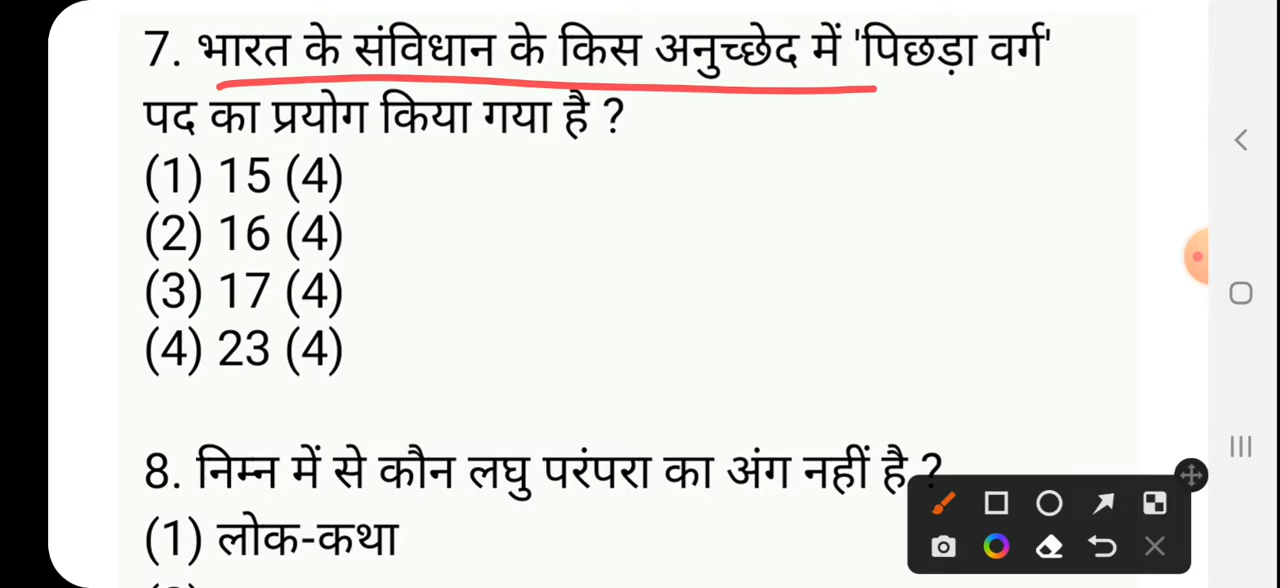 7. भारत के संविधान के किस अनुच्छेद में 'पिछड़ा वर्ग'
पद का प्रयोग किया गया है ?
(1) 15 (4)
(2) 16 (4)
(3) 17 (4)
(4) 23 (4)
8. निम्न में से कौन लघु परंपरा का अंग नहीं है ?
(1) लोक-कथा